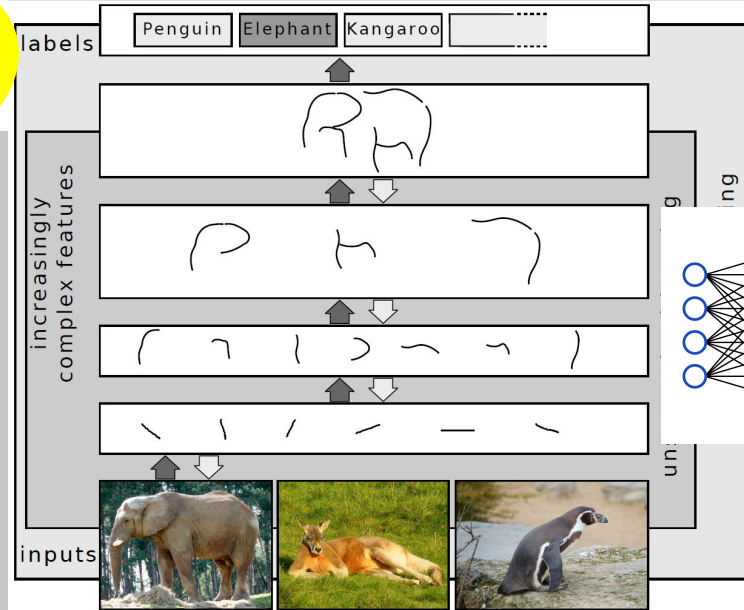 labels
Penguin
Elephant
Kangaroo
increasingly
complex features
inputs